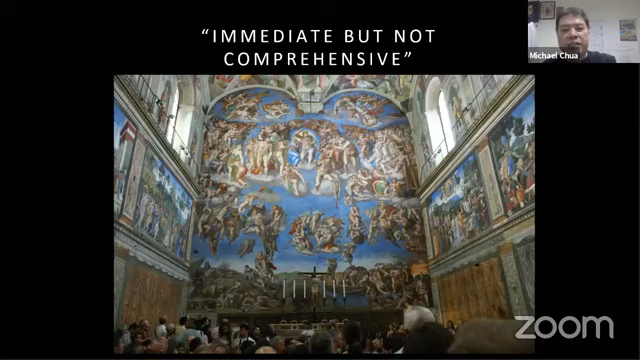 “IMMEDIATE BUT NOT
COMPREHENSIVE”
Michael Chua
zoom